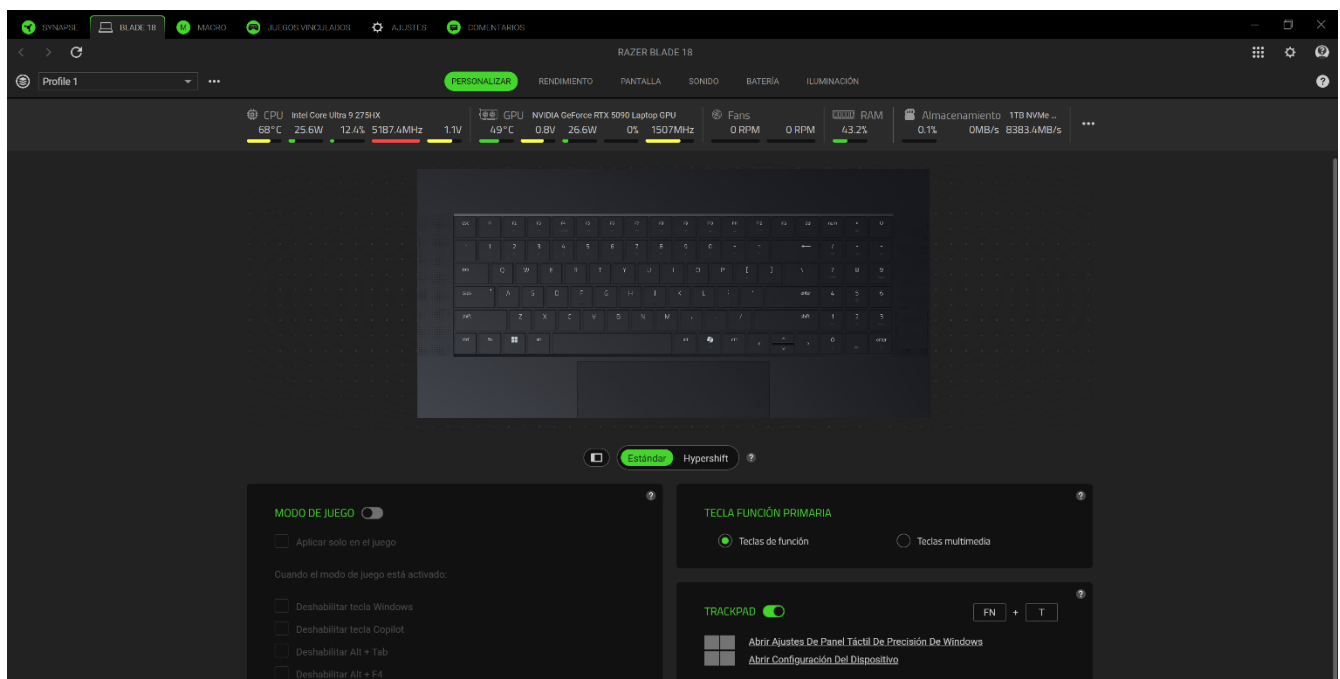 SYNAPSE BLADE 18 MACRO JUEGOS VINCULADOS AJUSTES COMENTARIOS
RAZER BLADE 18
Profile 1 PERSONALIZAR RENDIMIENTO PANTALLA SONIDO BATERÍA ILUMINACIÓN
CPU Intel Core Ultra 9 275HX GPU NVIDIA GeForce RTX 5090 Laptop GPU Fans RAM Almacenamiento 1TB NVMe ..
68°C 25.6W 12.4% 5187.4MHz 1.1V 49°C 0.8V 26.6W 0% 1507MHz 0 RPM 0 RPM 43.2% 0.1% 0MB/s 8383.4MB/s
Estándar Hypershift
MODO DE JUEGO
Aplicar solo en el juego
Cuando el modo de juego está activado:
Deshabilitar tecla Windows
Deshabilitar tecla Copilot
Deshabilitar Alt + Tab
Deshabilitar Alt + F4
TECLA FUNCIÓN PRIMARIA
Teclas de función Teclas multimedia
TRACKPAD FN + T
Abrir Ajustes De Panel Táctil De Precisión De Windows
Abrir Configuración Del Dispositivo